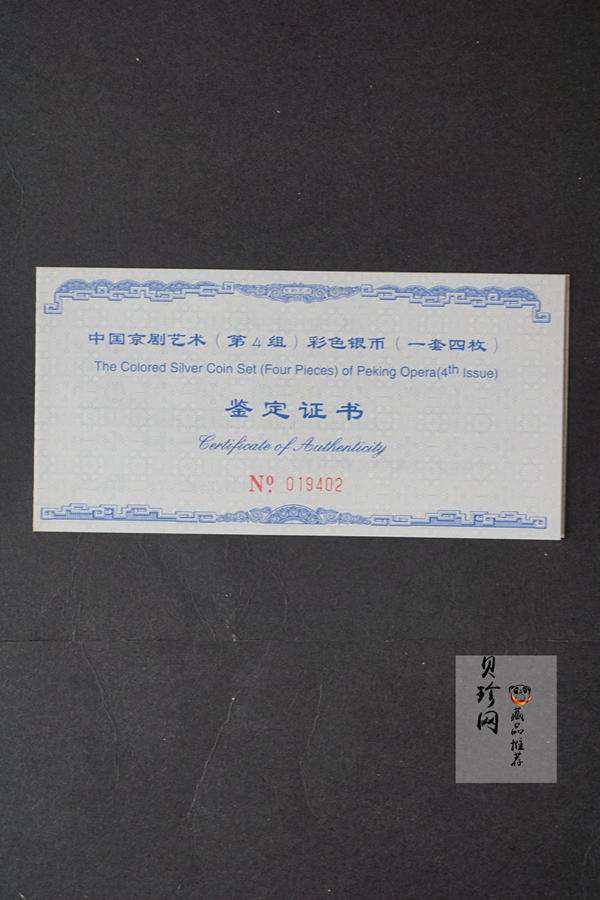 中国京剧艺术（第4组）彩色银币（一套四枚）
The Colored Silver Coin Set (Four Pieces) of Peking Opera(4th Issue)
鉴定证书
Certificate of Authenticity
Nº 019402
贝珍网
藏品推荐